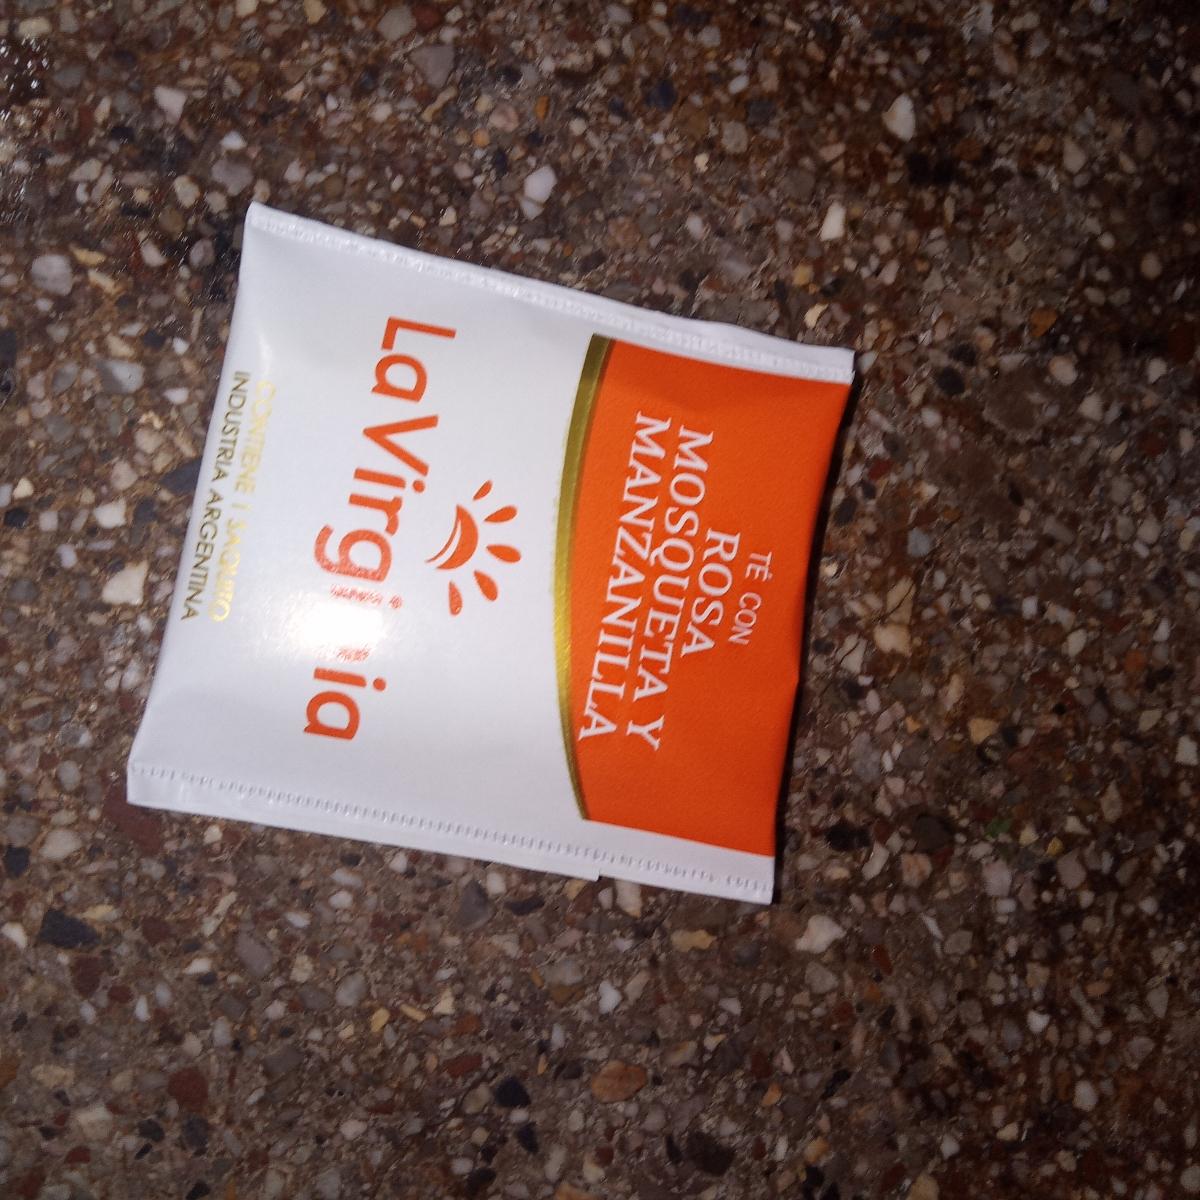 TÉ CON
ROSA
MOSQUETA Y
MANZANILLA
La Virginia
CONTIENE 1 SAQUITO
INDUSTRIA ARGENTINA